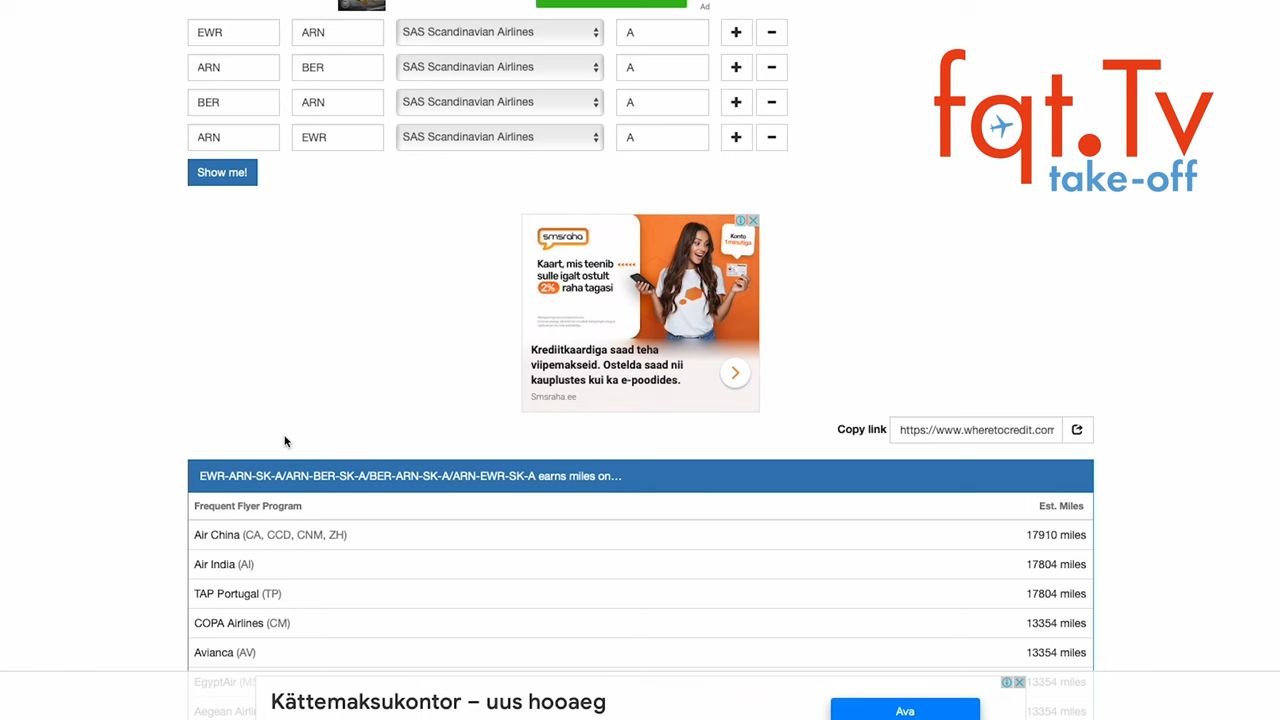 Ad
EWR ARN SAS Scandinavian Airlines A + -
ARN BER SAS Scandinavian Airlines A + -
BER ARN SAS Scandinavian Airlines A + -
ARN EWR SAS Scandinavian Airlines A + -
Show me!
fqt.Tv
take-off
smsraha
Kaart, mis teenib
sulle igalt ostult
2% raha tagasi
Konto
1 minutiga
Krediitkaardiga saad teha
viipemakseid. Ostelda saad nii
kauplustes kui ka e-poodides.
Smsraha.ee
Copy link https://www.wheretocredit.com
EWR-ARN-SK-A/ARN-BER-SK-A/BER-ARN-SK-A/ARN-EWR-SK-A earns miles on...
Frequent Flyer Program Est. Miles
Air China (CA, CCD, CNM, ZH) 17910 miles
Air India (AI) 17804 miles
TAP Portugal (TP) 17804 miles
COPA Airlines (CM) 13354 miles
Avianca (AV) 13354 miles
EgyptAir 13354 miles
Aegean 13354 miles
Kättemaksukontor – uus hooaeg
Ava